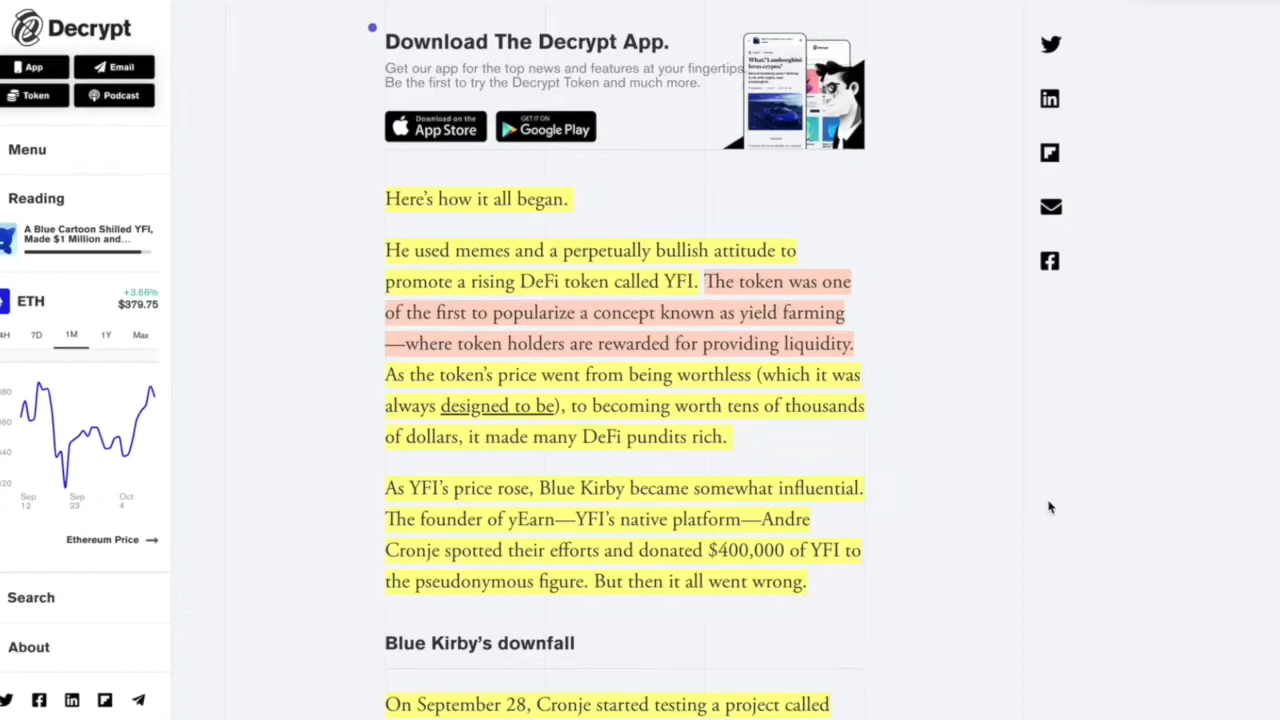 Decrypt
App
Email
Token
Podcast
Menu
Reading
A Blue Cartoon Shilled YFI,
Made $1 Million and...
ETH
+3.66%
$379.75
7D
1M
1Y
Max
Sep
12
Sep
23
Oct
4
Ethereum Price →
Search
About
Download The Decrypt App.
Get our app for the top news and features at your fingertips
Be the first to try the Decrypt Token and much more.
Download on the
App Store
GET IT ON
Google Play
Here’s how it all began.
He used memes and a perpetually bullish attitude to
promote a rising DeFi token called YFI. The token was one
of the first to popularize a concept known as yield farming
—where token holders are rewarded for providing liquidity.
As the token’s price went from being worthless (which it was
always designed to be), to becoming worth tens of thousands
of dollars, it made many DeFi pundits rich.
As YFI’s price rose, Blue Kirby became somewhat influential.
The founder of yEarn—YFI’s native platform—Andre
Cronje spotted their efforts and donated $400,000 of YFI to
the pseudonymous figure. But then it all went wrong.
Blue Kirby’s downfall
On September 28, Cronje started testing a project called